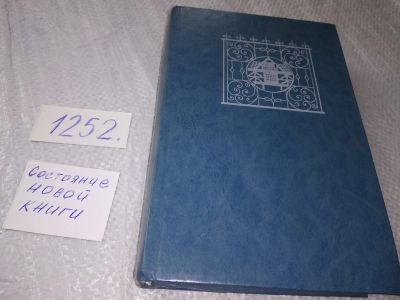 1252.
Состояние
новой
книги